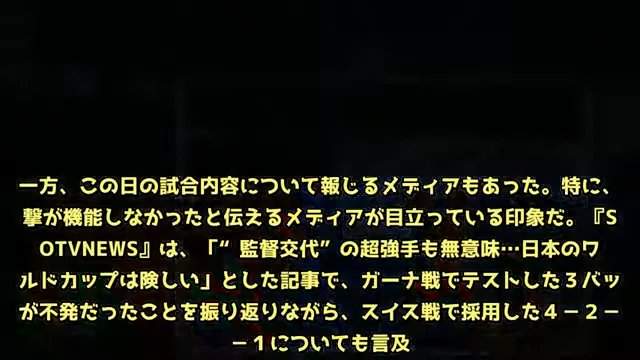 一方、この日の試合内容について報じるメディアもあった。特に、
撃が機能しなかったと伝えるメディアが目立っている印象だ。『S
OTVNEWS』は、「“監督交代”の超強手も無意味…日本のワ
ルドカップは険しい」とした記事で、ガーナ戦でテストした３バッ
が不発だったことを振り返りながら、スイス戦で採用した４－２－
－１についても言及